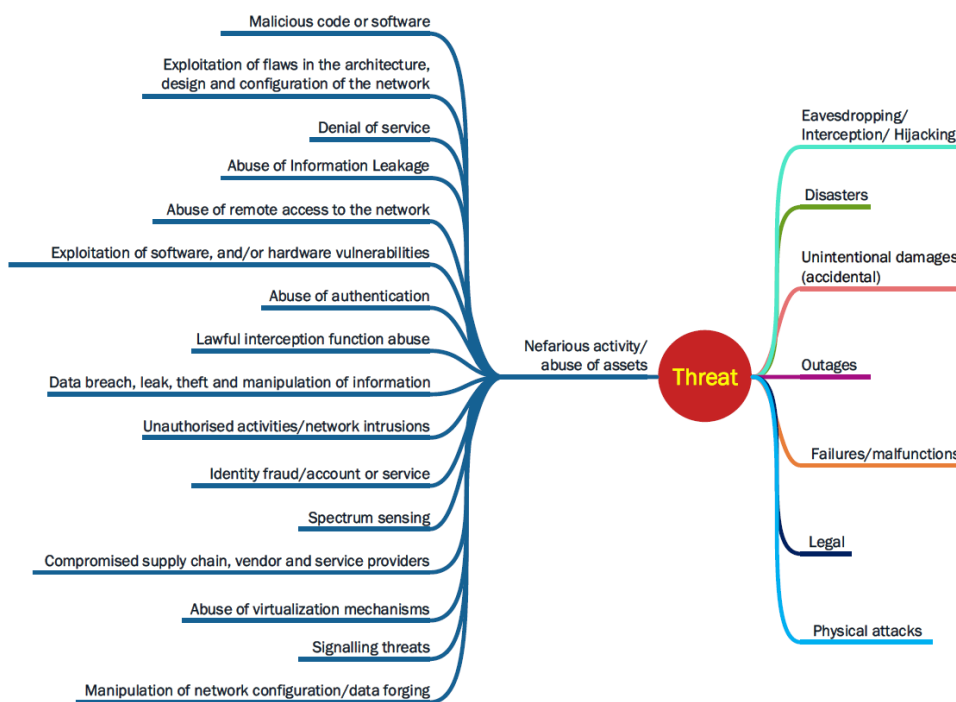 Malicious code or software
Exploitation of flaws in the architecture,
design and configuration of the network
Denial of service
Abuse of Information Leakage
Abuse of remote access to the network
Exploitation of software, and/or hardware vulnerabilities
Abuse of authentication
Lawful interception function abuse
Data breach, leak, theft and manipulation of information
Unauthorised activities/network intrusions
Identity fraud/account or service
Spectrum sensing
Compromised supply chain, vendor and service providers
Abuse of virtualization mechanisms
Signalling threats
Manipulation of network configuration/data forging
Nefarious activity/
abuse of assets
Threat
Eavesdropping/
Interception/ Hijacking
Disasters
Unintentional damages
(accidental)
Outages
Failures/malfunctions
Legal
Physical attacks